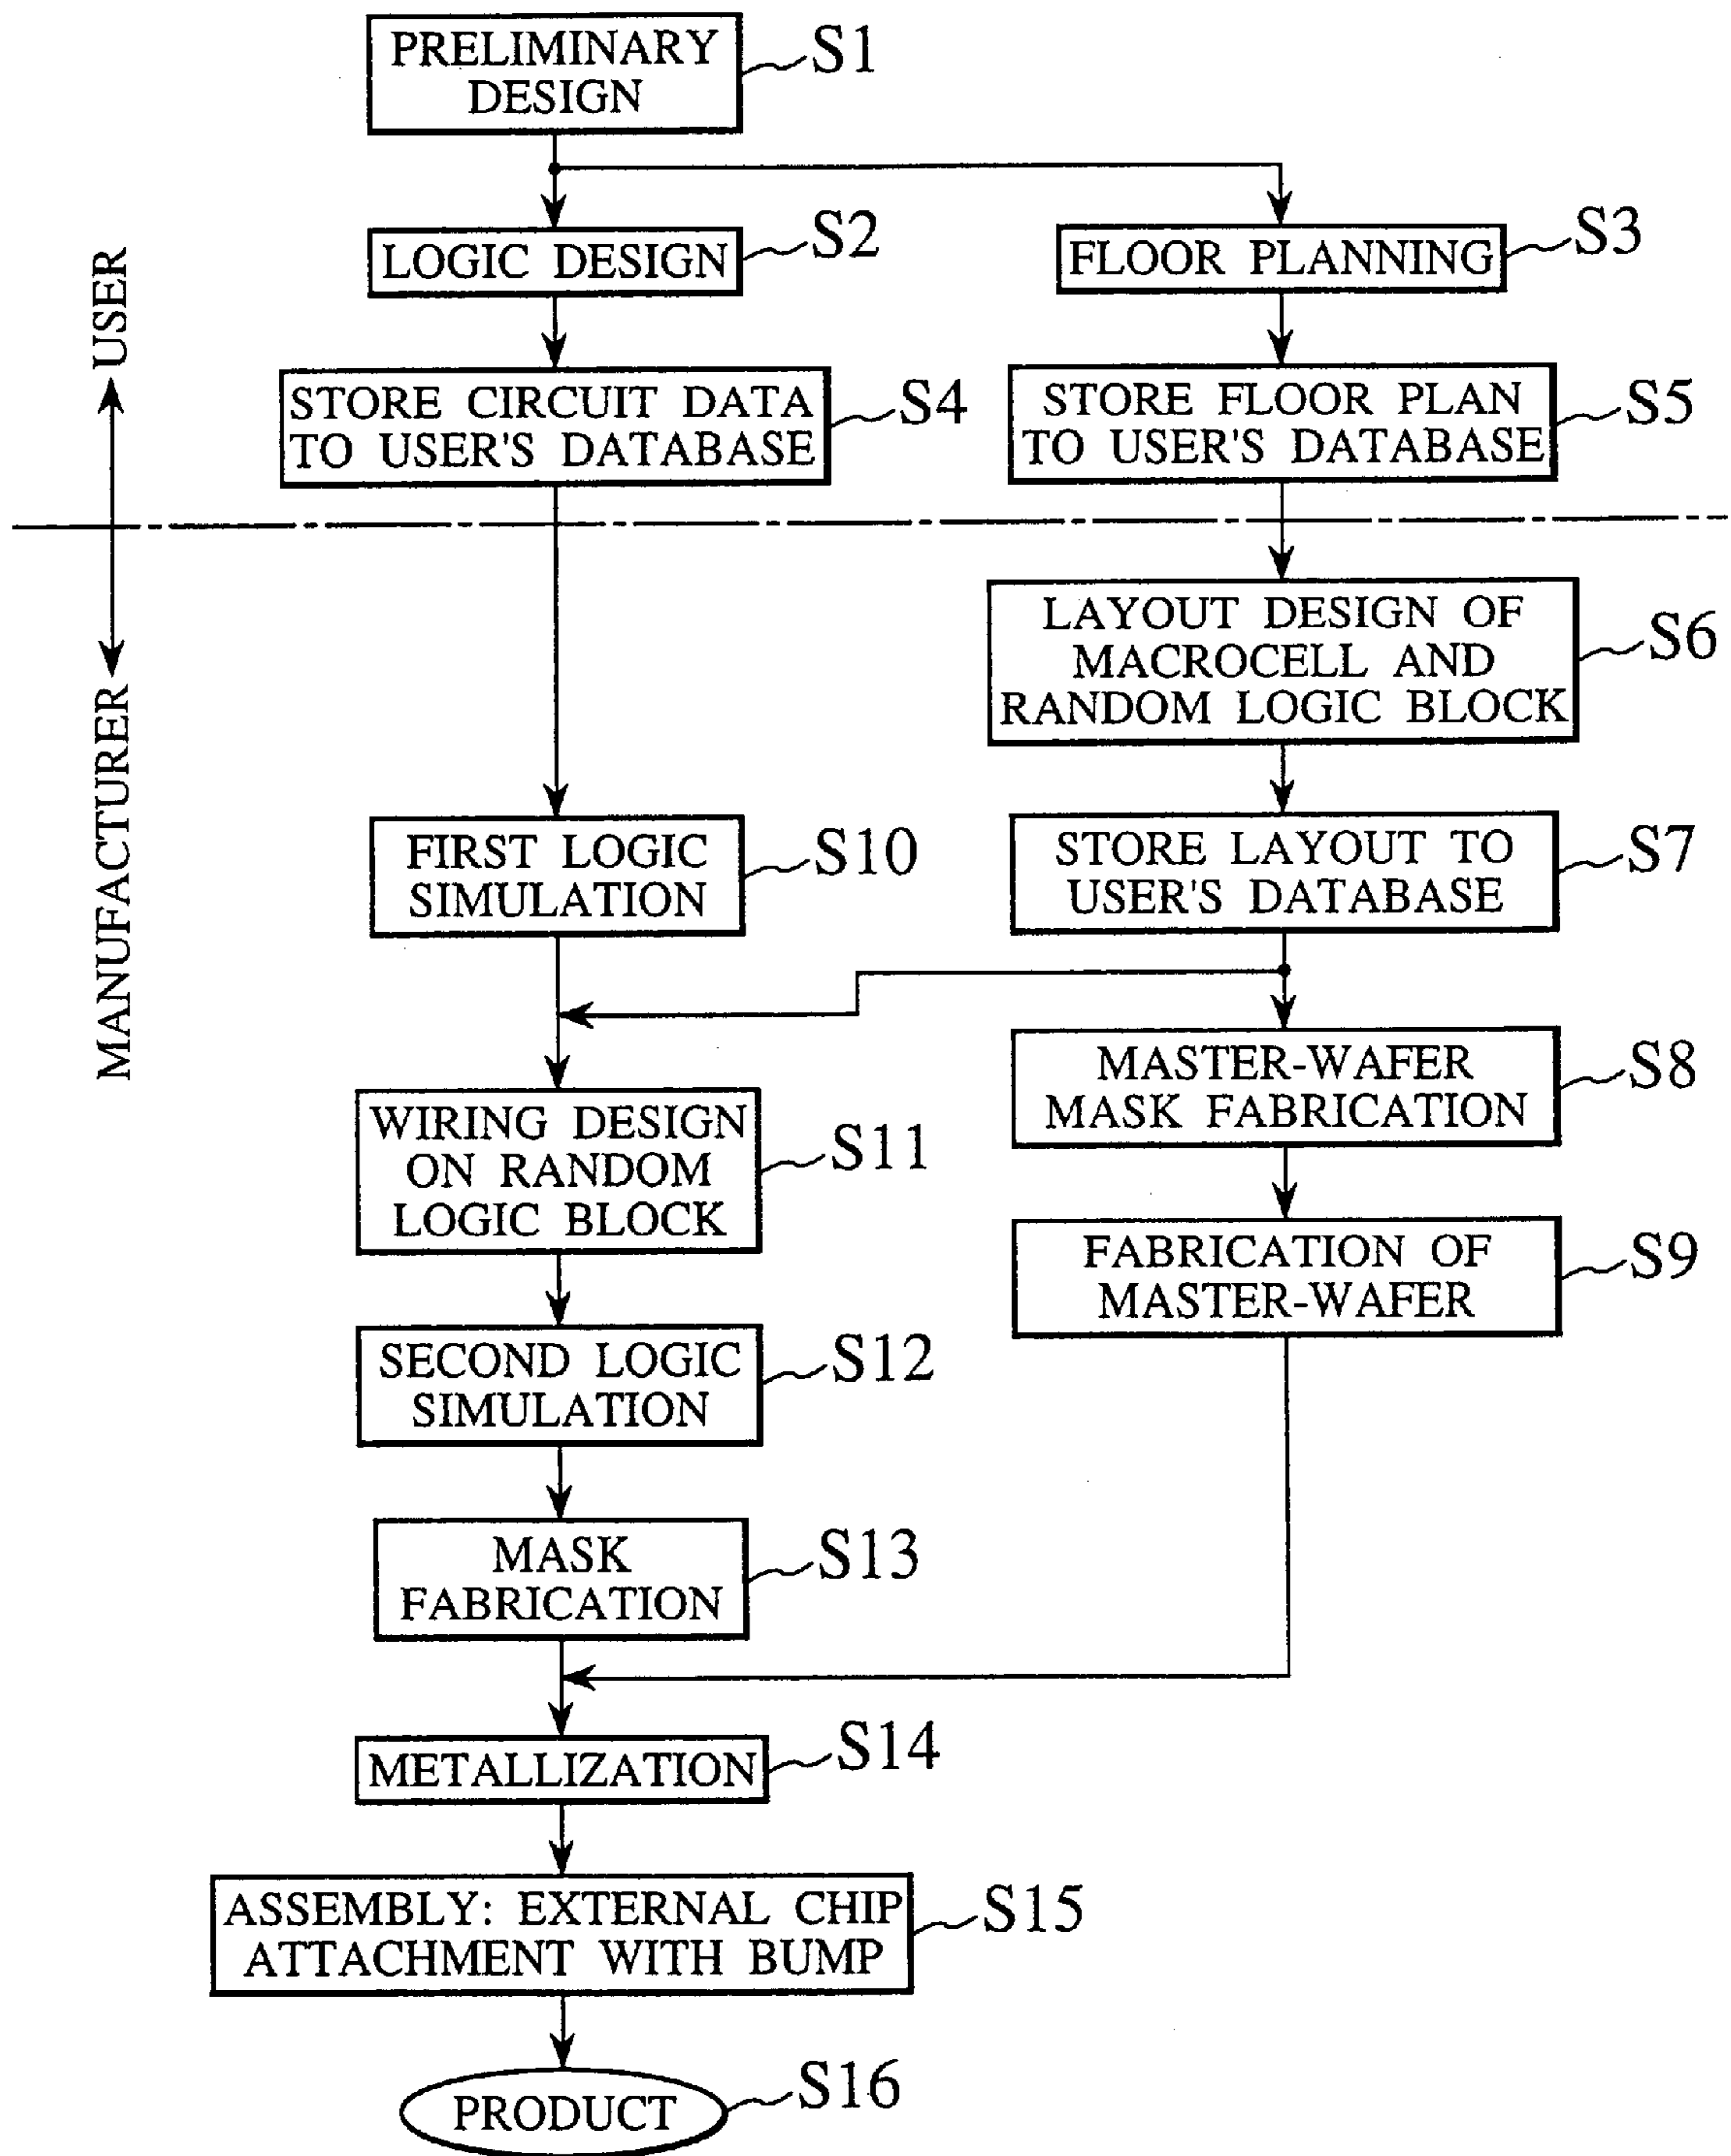 PRELIMINARY
DESIGN
S1
LOGIC DESIGN
S2
FLOOR PLANNING
S3
USER
STORE CIRCUIT DATA
TO USER'S DATABASE
S4
STORE FLOOR PLAN
TO USER'S DATABASE
S5
MANUFACTURER
LAYOUT DESIGN OF
MACROCELL AND
RANDOM LOGIC BLOCK
S6
FIRST LOGIC
SIMULATION
S10
STORE LAYOUT TO
USER'S DATABASE
S7
MASTER-WAFER
MASK FABRICATION
S8
WIRING DESIGN
ON RANDOM
LOGIC BLOCK
S11
FABRICATION OF
MASTER-WAFER
S9
SECOND LOGIC
SIMULATION
S12
MASK
FABRICATION
S13
METALLIZATION
S14
ASSEMBLY: EXTERNAL CHIP
ATTACHMENT WITH BUMP
S15
PRODUCT
S16